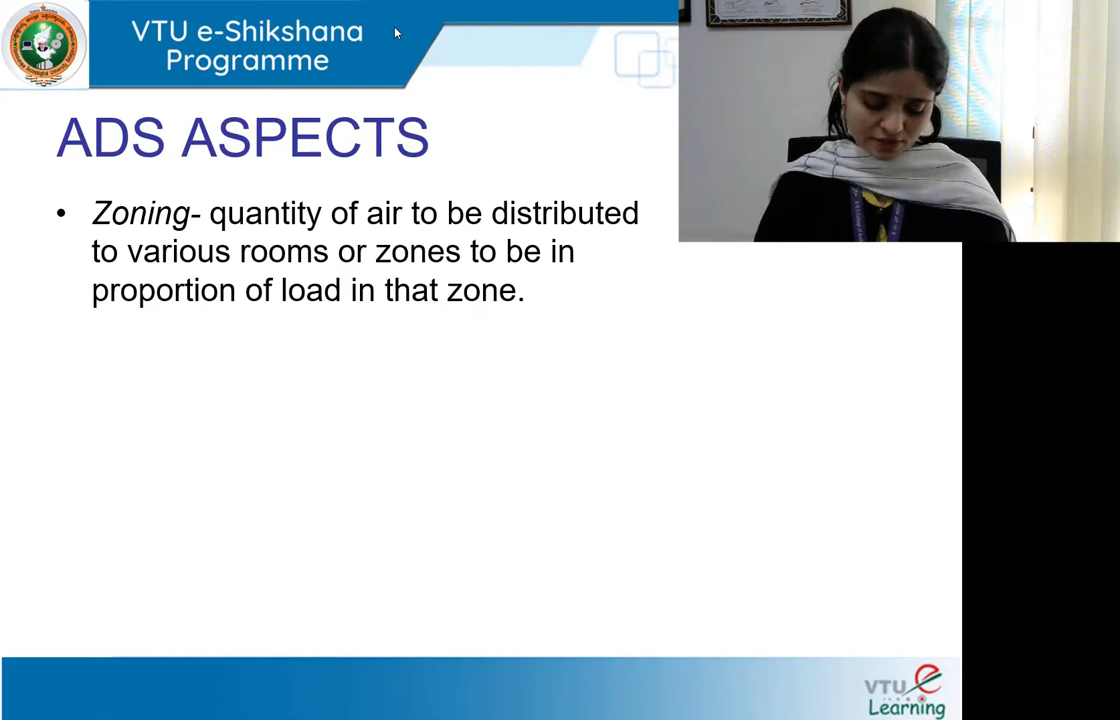 VTU e-Shikshana
Programme
ADS ASPECTS
• Zoning- quantity of air to be distributed
to various rooms or zones to be in
proportion of load in that zone.
VTU e
Learning